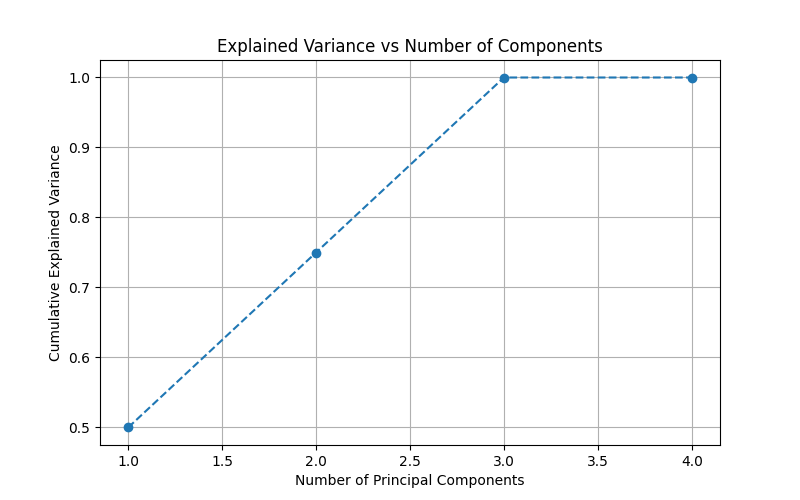 Explained Variance vs Number of Components
Cumulative Explained Variance
1.0
0.9
0.8
0.7
0.6
0.5
1.0 1.5 2.0 2.5 3.0 3.5 4.0
Number of Principal Components